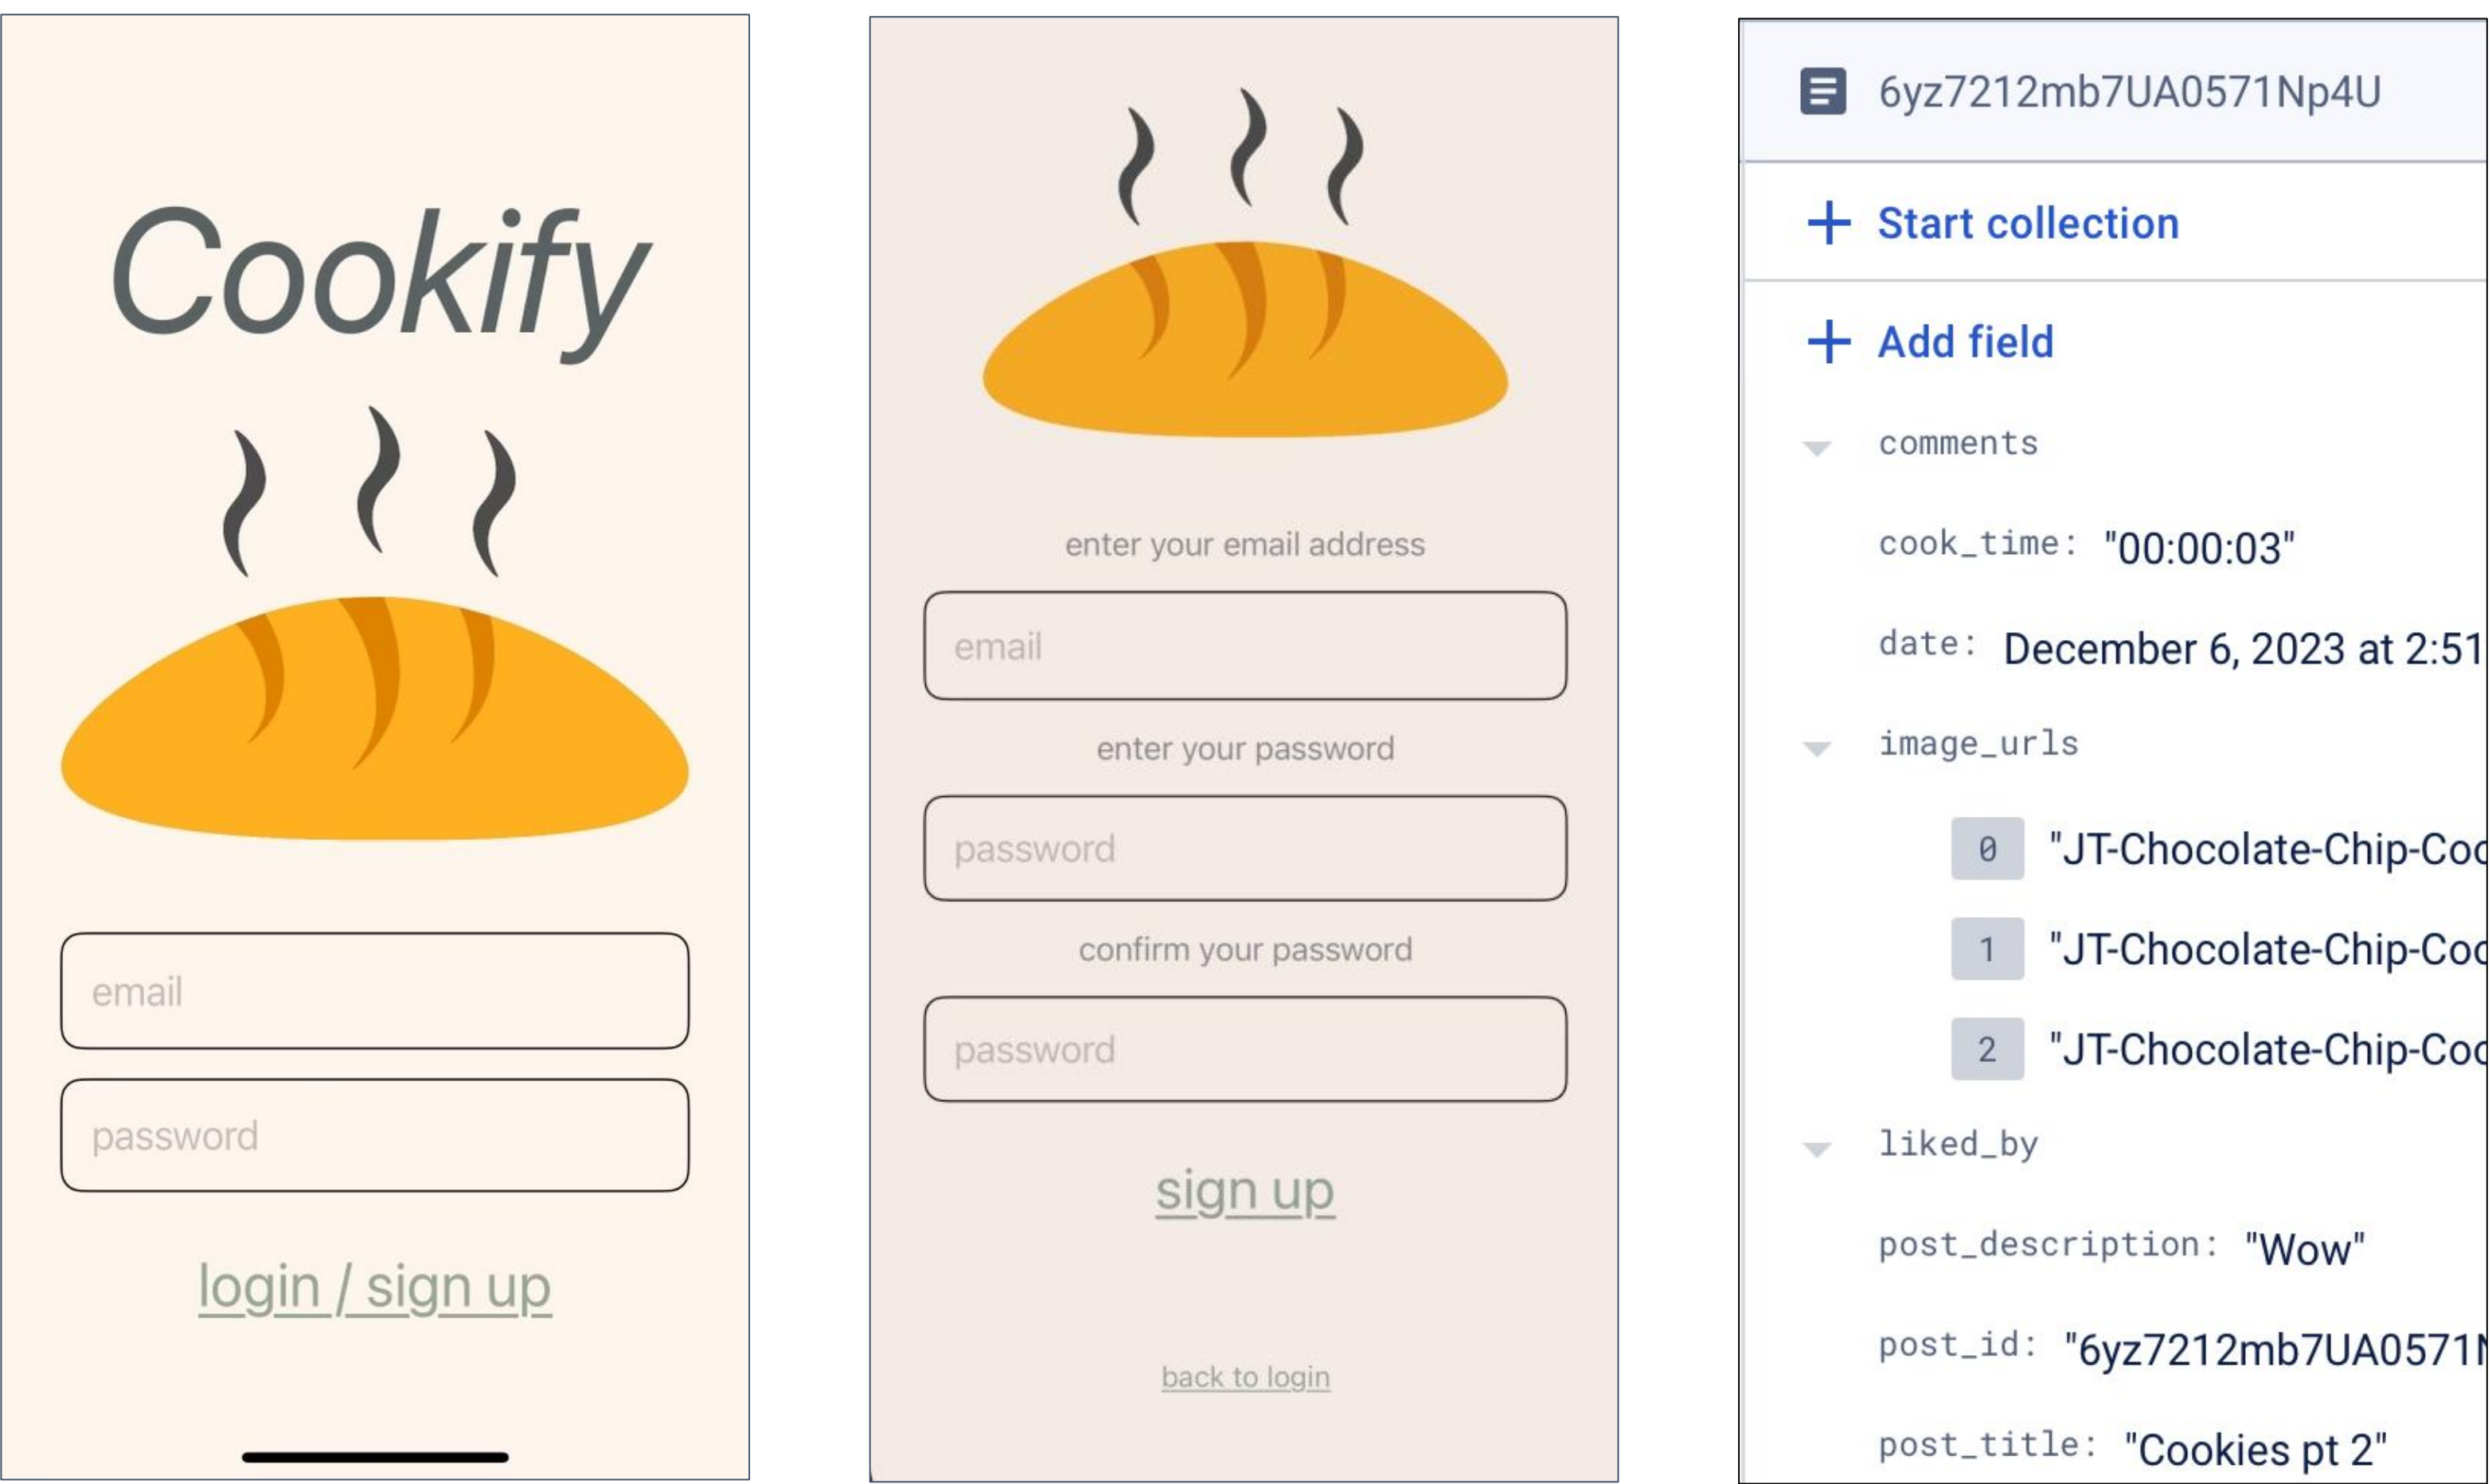 Cookify
email
password
login / sign up
enter your email address
email
enter your password
password
confirm your password
password
sign up
back to login
6yz7212mb7UA0571Np4U
+ Start collection
+ Add field
comments
cook_time: "00:00:03"
date: December 6, 2023 at 2:51
image_urls
0 "JT-Chocolate-Chip-Coo
1 "JT-Chocolate-Chip-Coo
2 "JT-Chocolate-Chip-Coo
liked_by
post_description: "Wow"
post_id: "6yz7212mb7UA0571N
post_title: "Cookies pt 2"